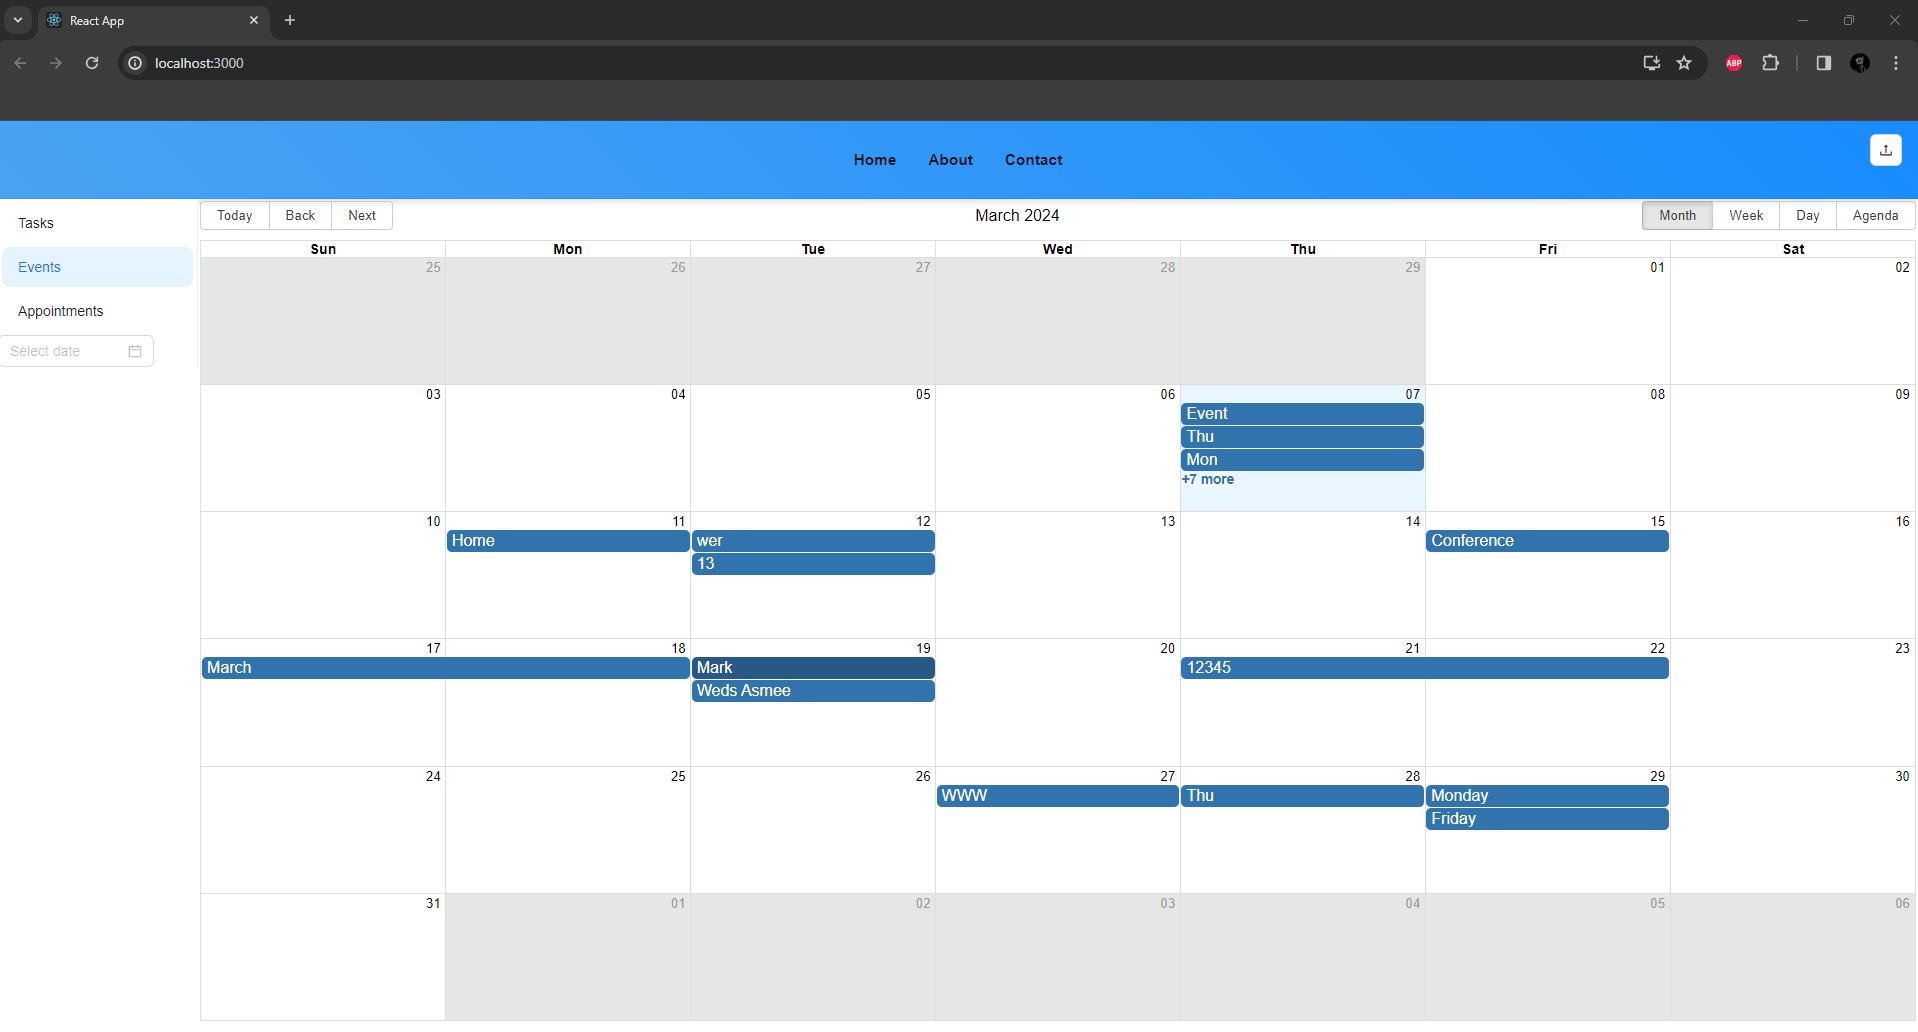 React App
localhost:3000
ABP
Home About Contact
Tasks
Events
Appointments
Select date
Today Back Next
March 2024
Month Week Day Agenda
Sun Mon Tue Wed Thu Fri Sat
25 26 27 28 29 01 02
03 04 05 06 07 08 09
Event
Thu
Mon
+7 more
10 11 12 13 14 15 16
Home wer Conference
13
17 18 19 20 21 22 23
March Mark 12345
Weds Asmee
24 25 26 27 28 29 30
WWW Thu Monday
Friday
31 01 02 03 04 05 06